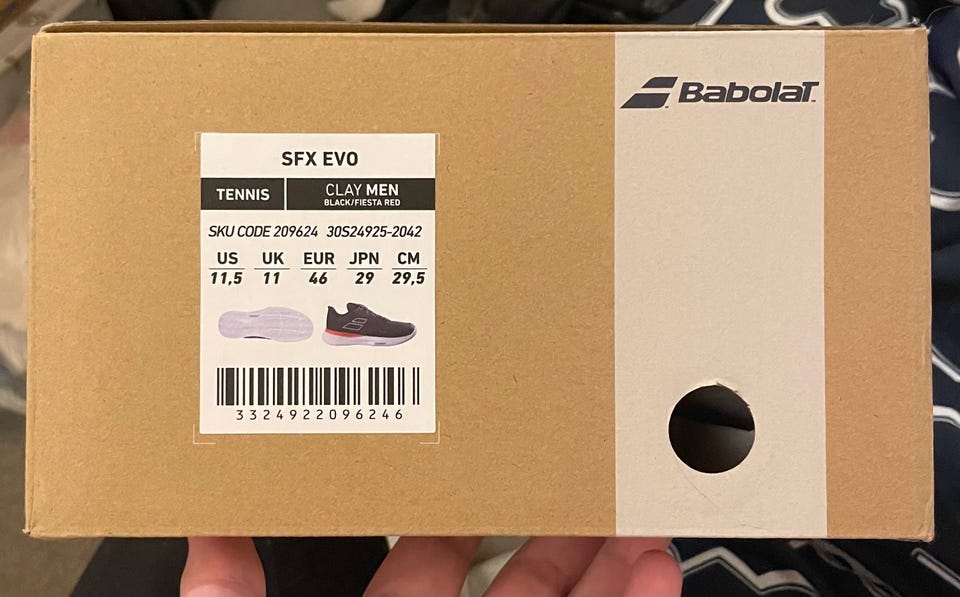 BabolaT
SFX EVO
TENNIS
CLAY MEN
BLACK/FIESTA RED
SKU CODE 209624 30S24925-2042
US UK EUR JPN CM
11,5 11 46 29 29,5
3324922096246